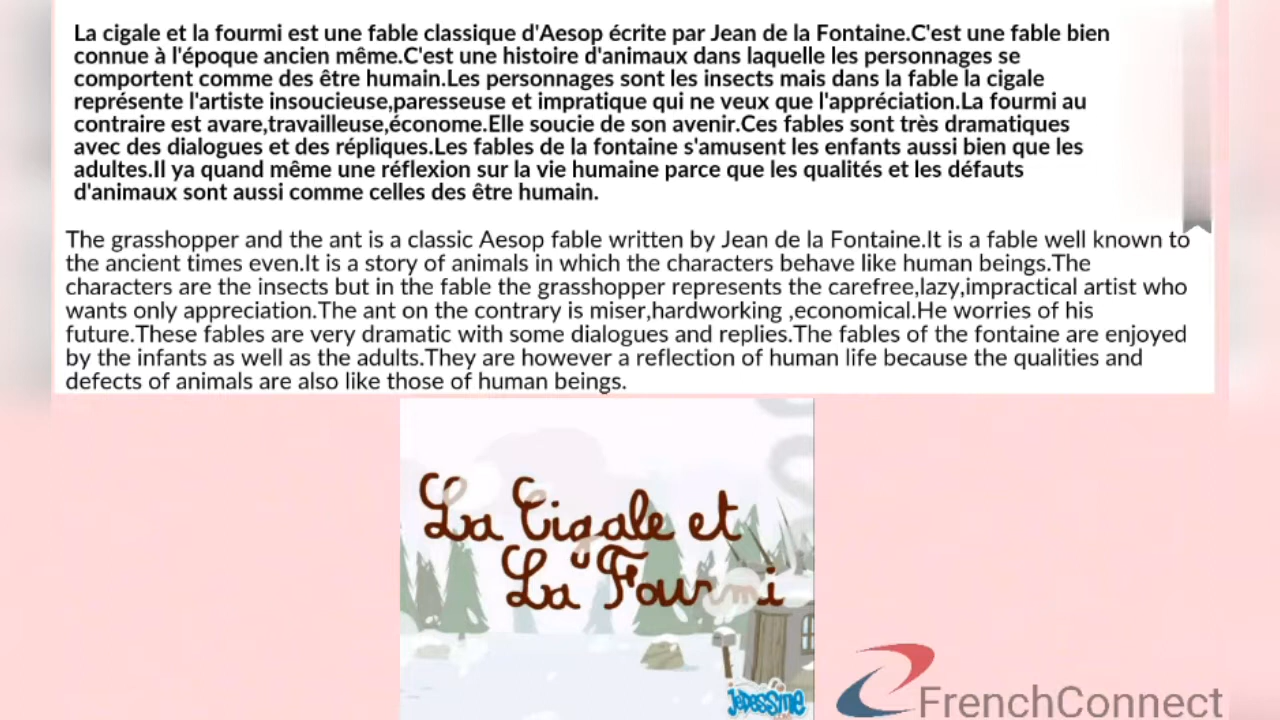 La cigale et la fourmi est une fable classique d'Aesop écrite par Jean de la Fontaine.C'est une fable bien
connue à l'époque ancien même.C'est une histoire d'animaux dans laquelle les personnages se
comportent comme des être humain.Les personnages sont les insects mais dans la fable la cigale
représente l'artiste insoucieuse,paresseuse et impratique qui ne veux que l'appréciation.La fourmi au
contraire est avare,travailleuse,économe.Elle soucie de son avenir.Ces fables sont très dramatiques
avec des dialogues et des répliques.Les fables de la fontaine s'amusent les enfants aussi bien que les
adultes.Il ya quand même une réflexion sur la vie humaine parce que les qualités et les défauts
d'animaux sont aussi comme celles des être humain.
The grasshopper and the ant is a classic Aesop fable written by Jean de la Fontaine.It is a fable well known to
the ancient times even.It is a story of animals in which the characters behave like human beings.The
characters are the insects but in the fable the grasshopper represents the carefree,lazy,impractical artist who
wants only appreciation.The ant on the contrary is miser,hardworking ,economical.He worries of his
future.These fables are very dramatic with some dialogues and replies.The fables of the fontaine are enjoyed
by the infants as well as the adults.They are however a reflection of human life because the qualities and
defects of animals are also like those of human beings.
La Cigale et
La Fourmi
Jedessine
FrenchConnect